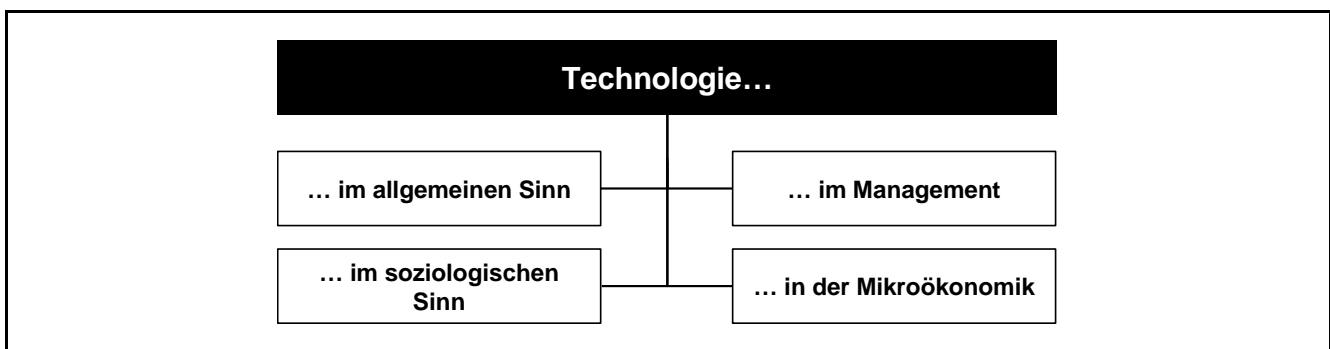 Technologie…
… im allgemeinen Sinn
… im Management
… im soziologischen
Sinn
… in der Mikroökonomik